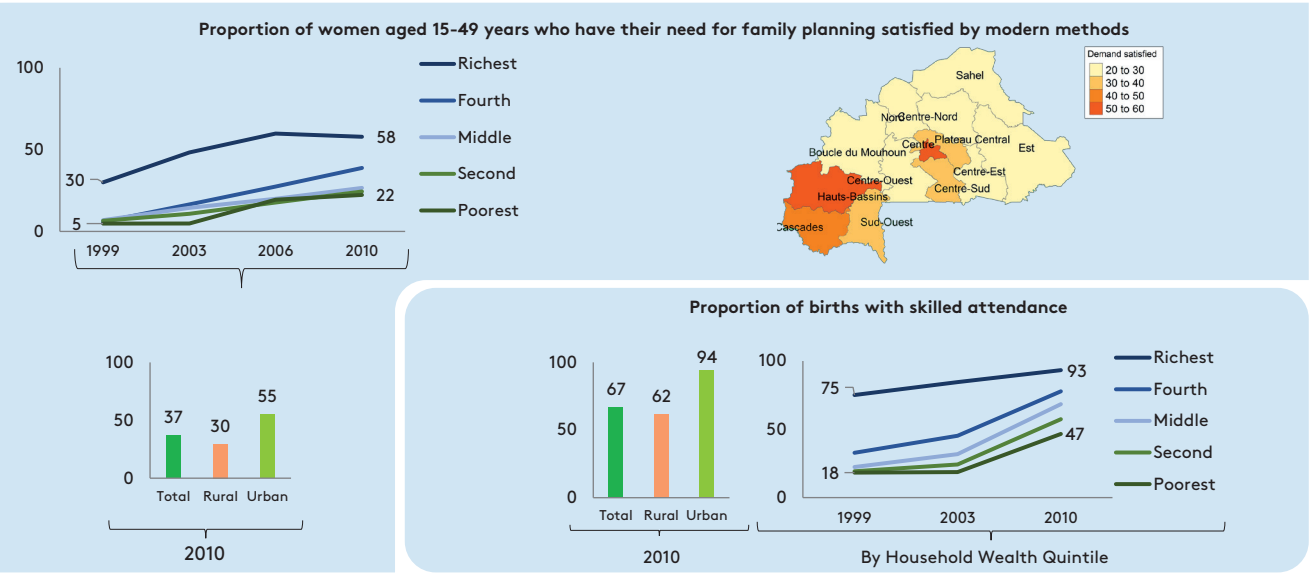 Proportion of women aged 15-49 years who have their need for family planning satisfied by modern methods
100
50
0
30
5
58
22
1999 2003 2006 2010
Richest
Fourth
Middle
Second
Poorest
Demand satisfied
20 to 30
30 to 40
40 to 50
50 to 60
Sahel
Nord
Centre-Nord
Centre
Plateau Central
Est
Boucle du Mouhoun
Centre-Est
Centre-Ouest
Centre-Sud
Hauts-Bassins
Sud-Ouest
Cascades
100
50
0
37
30
55
Total Rural Urban
2010
Proportion of births with skilled attendance
100
50
0
67
62
94
Total Rural Urban
2010
100
50
0
75
18
93
47
1999 2003 2010
By Household Wealth Quintile
Richest
Fourth
Middle
Second
Poorest